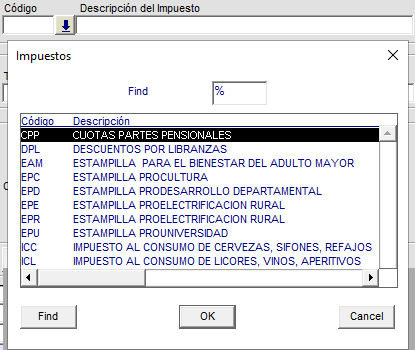 Código Descripción del Impuesto
Impuestos
Find %
Código Descripción
CPP CUOTAS PARTES PENSIONALES
DPL DESCUENTOS POR LIBRANZAS
EAM ESTAMPILLA PARA EL BIENESTAR DEL ADULTO MAYOR
EPC ESTAMPILLA PROCULTURA
EPD ESTAMPILLA PRODESARROLLO DEPARTAMENTAL
EPE ESTAMPILLA PROELECTRIFICACION RURAL
EPR ESTAMPILLA PROELECTRIFICACION RURAL
EPU ESTAMPILLA PROUNIVERSIDAD
ICC IMPUESTO AL CONSUMO DE CERVEZAS, SIFONES, REFAJOS
ICL IMPUESTO AL CONSUMO DE LICORES, VINOS, APERITIVOS
Find OK Cancel